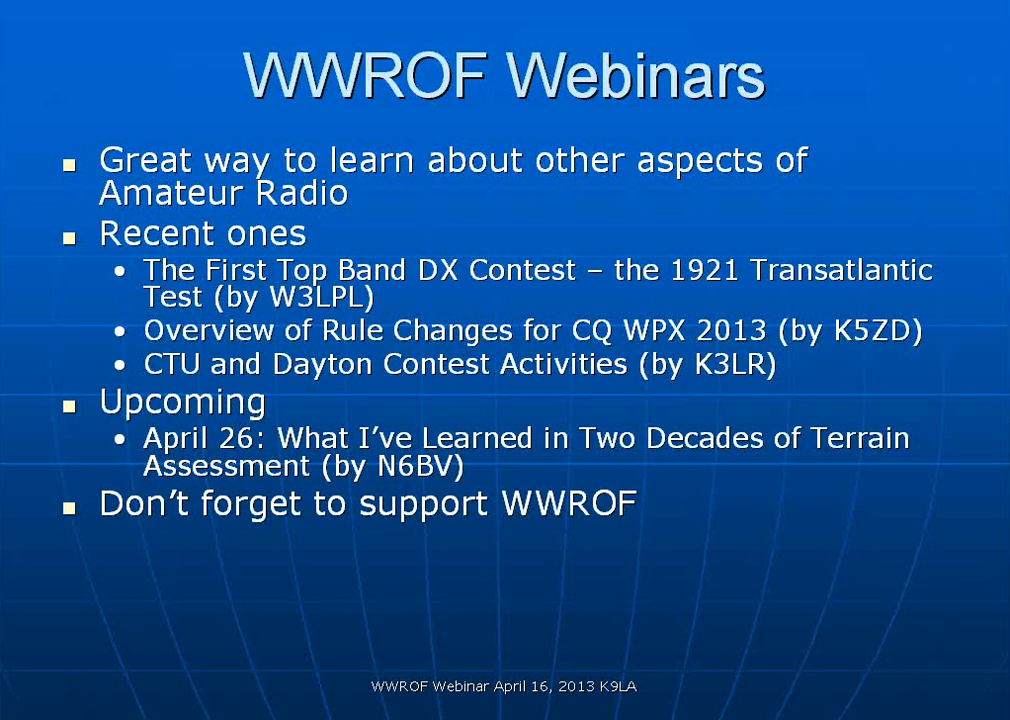 WWROF Webinars
Great way to learn about other aspects of
Amateur Radio
Recent ones
The First Top Band DX Contest – the 1921 Transatlantic
Test (by W3LPL)
Overview of Rule Changes for CQ WPX 2013 (by K5ZD)
CTU and Dayton Contest Activities (by K3LR)
Upcoming
April 26: What I've Learned in Two Decades of Terrain
Assessment (by N6BV)
Don't forget to support WWROF
WWROF Webinar April 16, 2013 K9LA